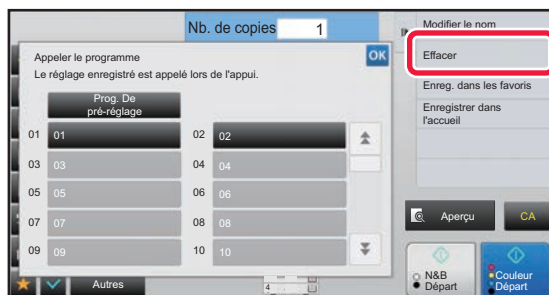 Nb. de copies 1
Appeler le programme
OK
Le réglage enregistré est appelé lors de l'appui.
Prog. De
pré-réglage
01 01 02 02
03 03 04 04
05 05 06 06
07 07 08 08
09 09 10 10
Autres
4
Modifier le nom
Effacer
Enreg. dans les favoris
Enregistrer dans
l'accueil
Aperçu
CA
N&B
Départ
Couleur
Départ